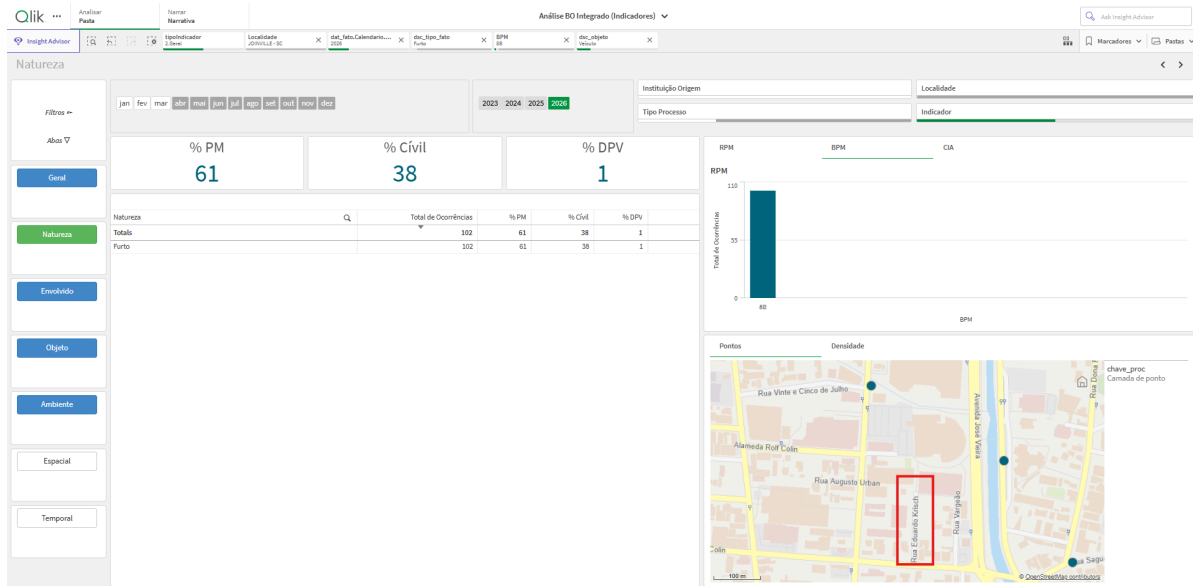 Qlik
Analisar
Pasta
Narrar
Narrativa
Análise BO Integrado (Indicadores)
Ask Insight Advisor
Insight Advisor
tipoIndicador
2.Geral
Localidade
JOINVILLE - SC
dat_fato.Calendario....
2026
dsc_tipo_fato
Furto
BPM
8B
dsc_objeto
Veículo
Marcadores
Pastas
Natureza
Filtros
Abas
jan fev mar abr mai jun jul ago set out nov dez
2023 2024 2025 2026
Instituição Origem
Localidade
Tipo Processo
Indicador
Geral
Natureza
Envolvido
Objeto
Ambiente
Espacial
Temporal
% PM
61
% Cívil
38
% DPV
1
Natureza Total de Ocorrências % PM % Cívil % DPV
Totals 102 61 38 1
Furto 102 61 38 1
RPM BPM CIA
RPM
Total de Ocorrências
110
55
0
8B
BPM
Pontos Densidade
Rua Vinte e Cinco de Julho
Alameda Rolf Colin
Rua Augusto Urban
Rua Eduardo Krisch
Rua Vargeão
Avenida José Vieira
Rua Dona
Colin
Rua Sagu
100 m
© OpenStreetMap contributors
chave_proc
Camada de ponto